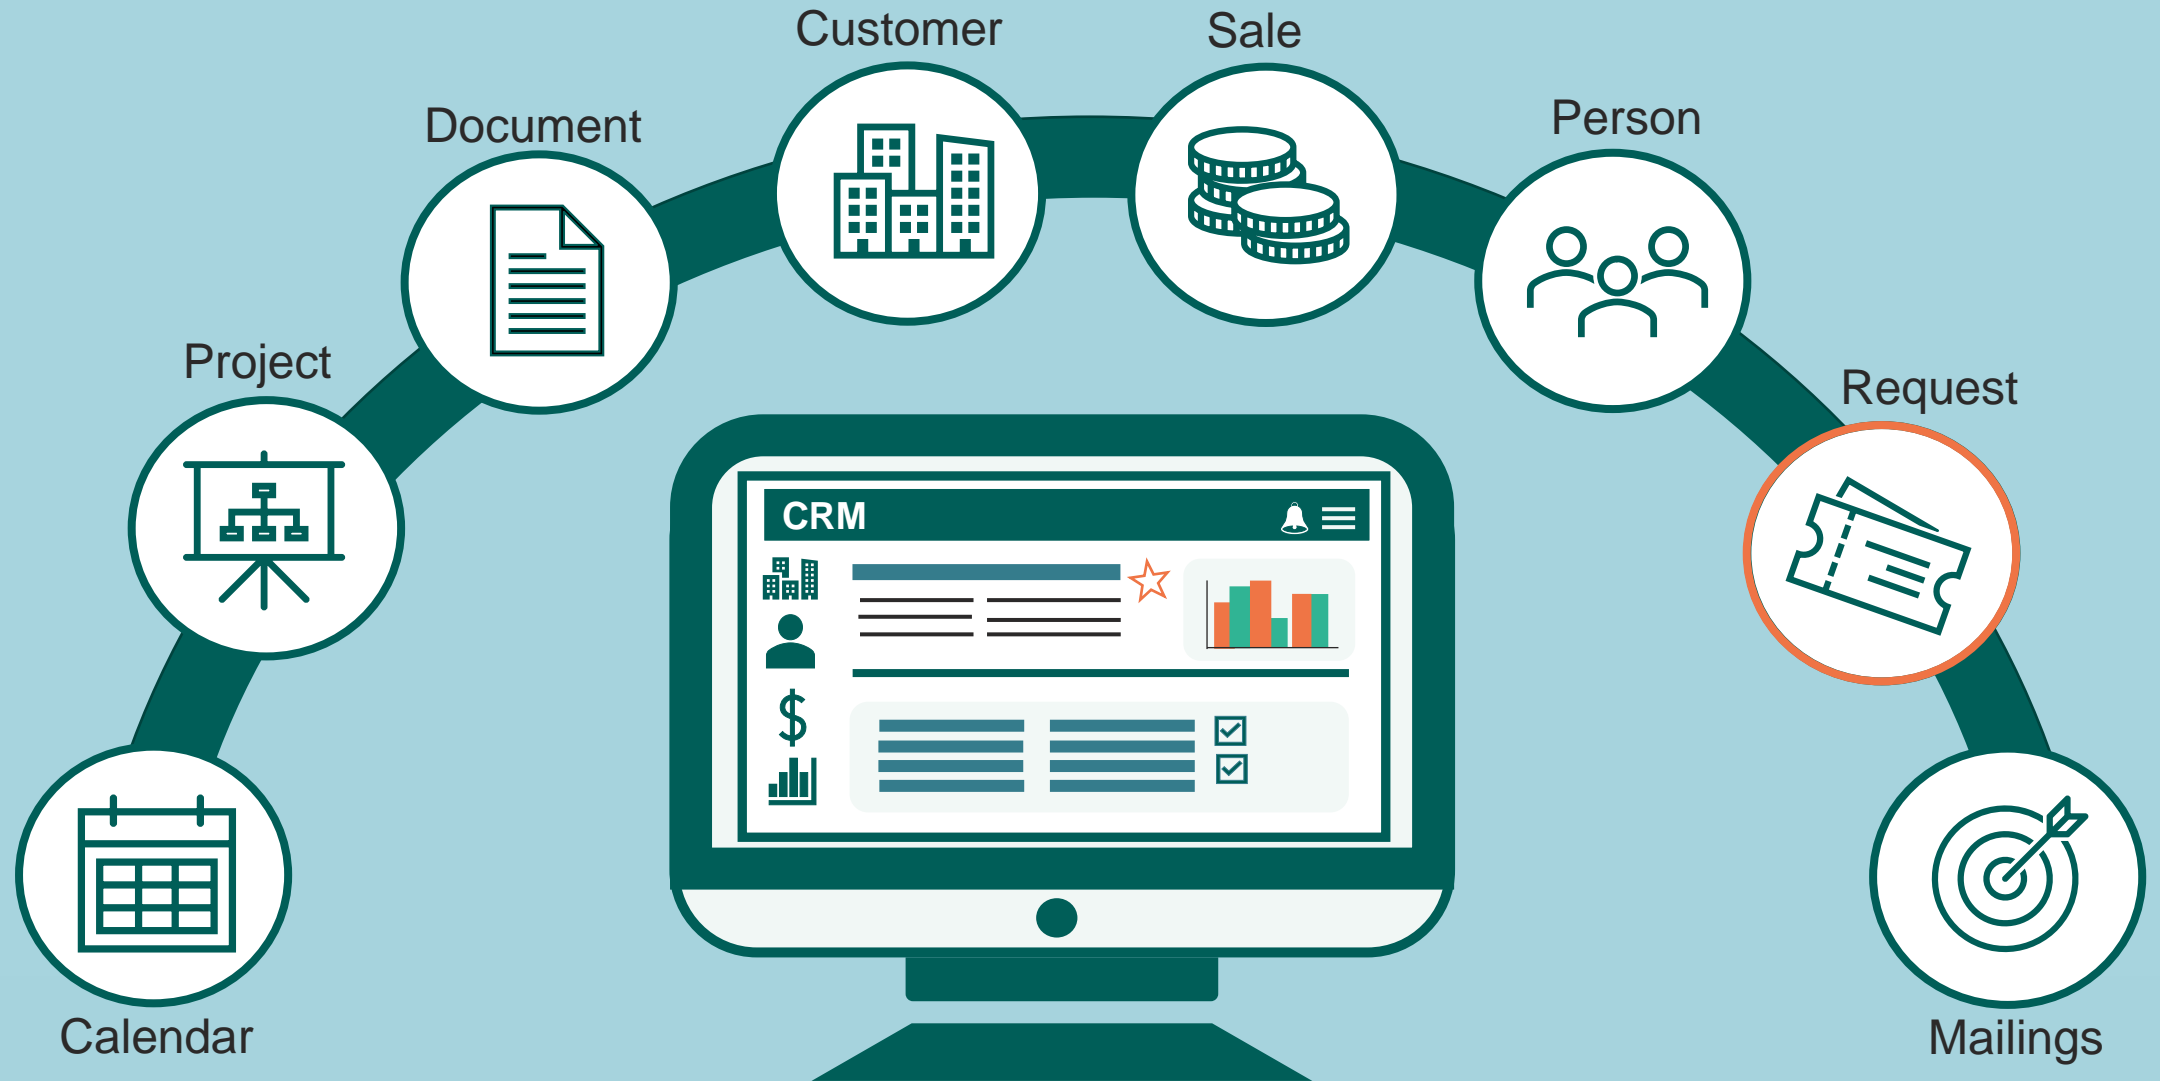 Customer
Sale
Document
Person
Project
Request
CRM
Calendar
Mailings